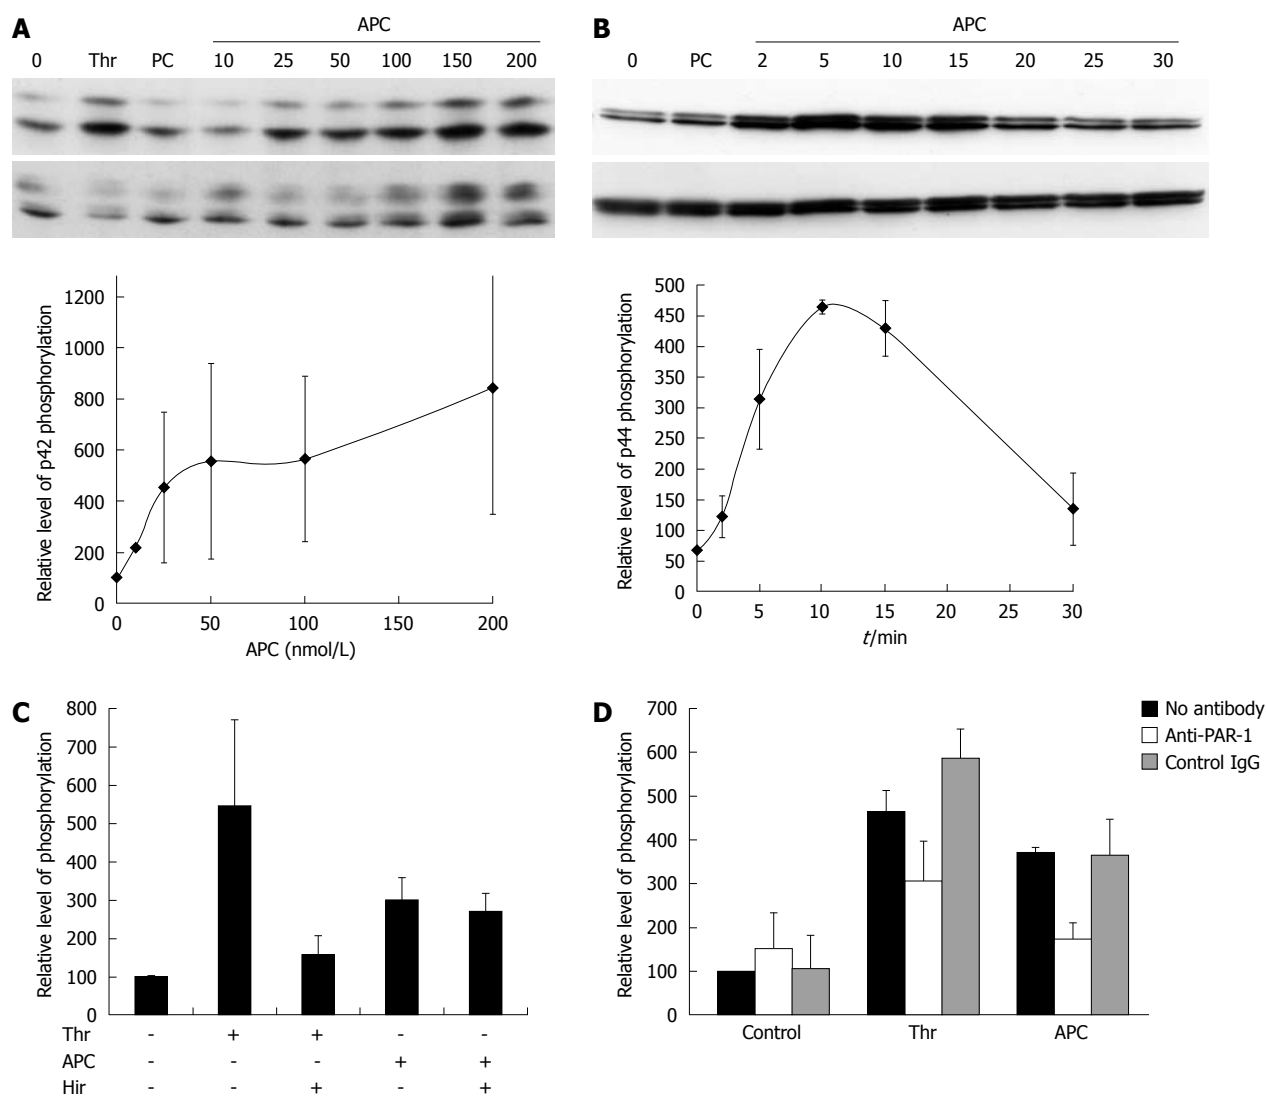 A
APC
0 Thr PC 10 25 50 100 150 200
Relative level of p42 phosphorylation
1200
1000
800
600
400
200
0
0 50 100 150 200
APC (nmol/L)
B
APC
0 PC 2 5 10 15 20 25 30
Relative level of p44 phosphorylation
500
450
400
350
300
250
200
150
100
50
0
0 5 10 15 20 25 30
t/min
C
Relative level of phosphorylation
800
700
600
500
400
300
200
100
0
Thr - + + - -
APC - - - + +
Hir - - + - +
D
Relative level of phosphorylation
700
600
500
400
300
200
100
0
Control Thr APC
No antibody
Anti-PAR-1
Control IgG